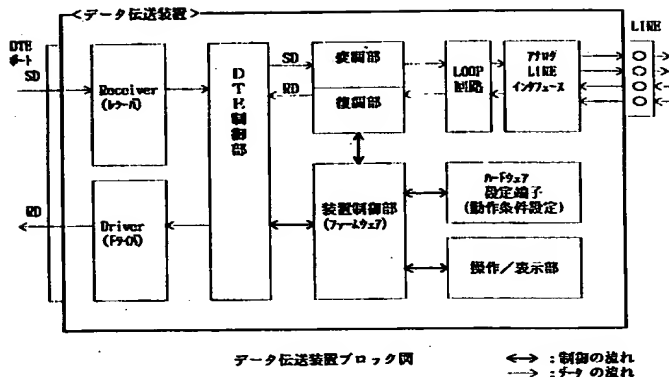 <データ伝送装置>
DTE
ポート
SD
RD
Receiver
(レシーバ)
Driver
(ドライバ)
DTE制御部
SD
RD
変調部
復調部
LOOP
回路
アナログ
LINE
インタフェース
LINE
装置制御部
(ファームウェア)
ハードウェア
設定端子
(動作条件設定)
操作/表示部
データ伝送装置ブロック図
:制御の流れ
:データの流れ